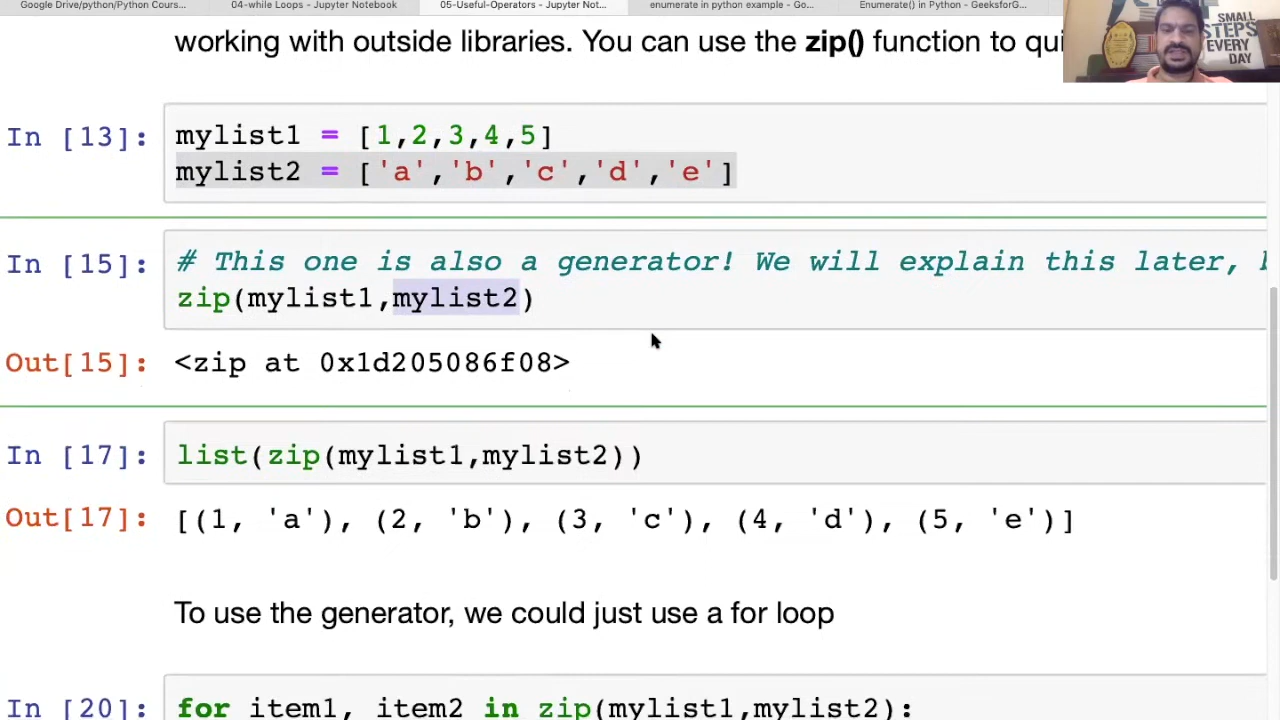 Google Drive/python/Python Cours...
04-while Loops - Jupyter Notebook
05-Useful-Operators - Jupyter Not...
enumerate in python example - Go...
Enumerate() in Python - GeeksforG...
working with outside libraries. You can use the zip() function to qui
SMALL
STEPS
EVERY
DAY
In [13]:
mylist1 = [1,2,3,4,5]
mylist2 = ['a','b','c','d','e']
In [15]:
# This one is also a generator! We will explain this later,
zip(mylist1,mylist2)
Out[15]:
<zip at 0x1d205086f08>
In [17]:
list(zip(mylist1,mylist2))
Out[17]:
[(1, 'a'), (2, 'b'), (3, 'c'), (4, 'd'), (5, 'e')]
To use the generator, we could just use a for loop
In [20]:
for item1, item2 in zip(mylist1,mylist2):